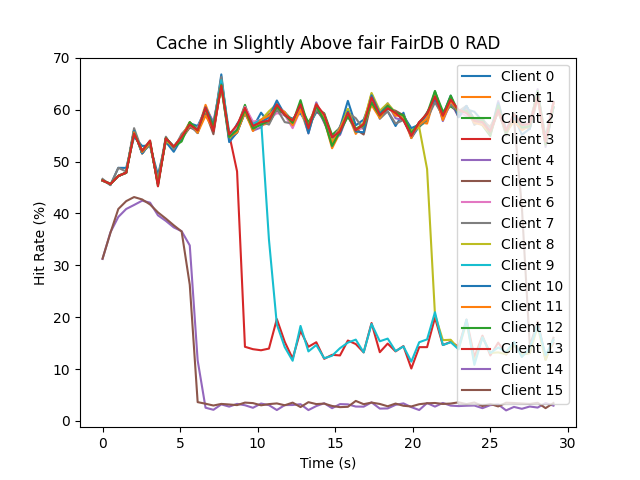 Cache in Slightly Above fair FairDB 0 RAD
Hit Rate (%)
70
60
50
40
30
20
10
0
0
5
10
15
20
25
30
Time (s)
Client 0
Client 1
Client 2
Client 3
Client 4
Client 5
Client 6
Client 7
Client 8
Client 9
Client 10
Client 11
Client 12
Client 13
Client 14
Client 15